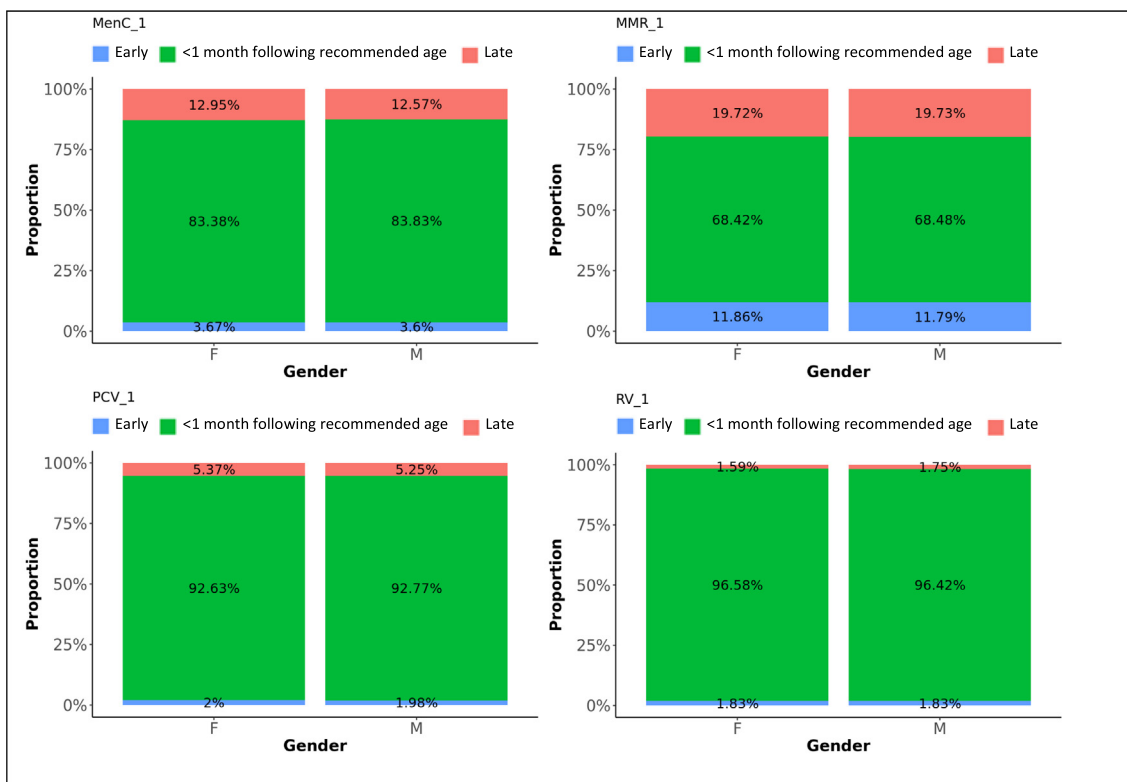 MenC_1
Early <1 month following recommended age Late
100%
75%
50%
25%
0%
Proportion
12.95% 12.57%
83.38% 83.83%
3.67% 3.6%
F M
Gender
MMR_1
Early <1 month following recommended age Late
100%
75%
50%
25%
0%
Proportion
19.72% 19.73%
68.42% 68.48%
11.86% 11.79%
F M
Gender
PCV_1
Early <1 month following recommended age Late
100%
75%
50%
25%
0%
Proportion
5.37% 5.25%
92.63% 92.77%
2% 1.98%
F M
Gender
RV_1
Early <1 month following recommended age Late
100%
75%
50%
25%
0%
Proportion
1.59% 1.75%
96.58% 96.42%
1.83% 1.83%
F M
Gender